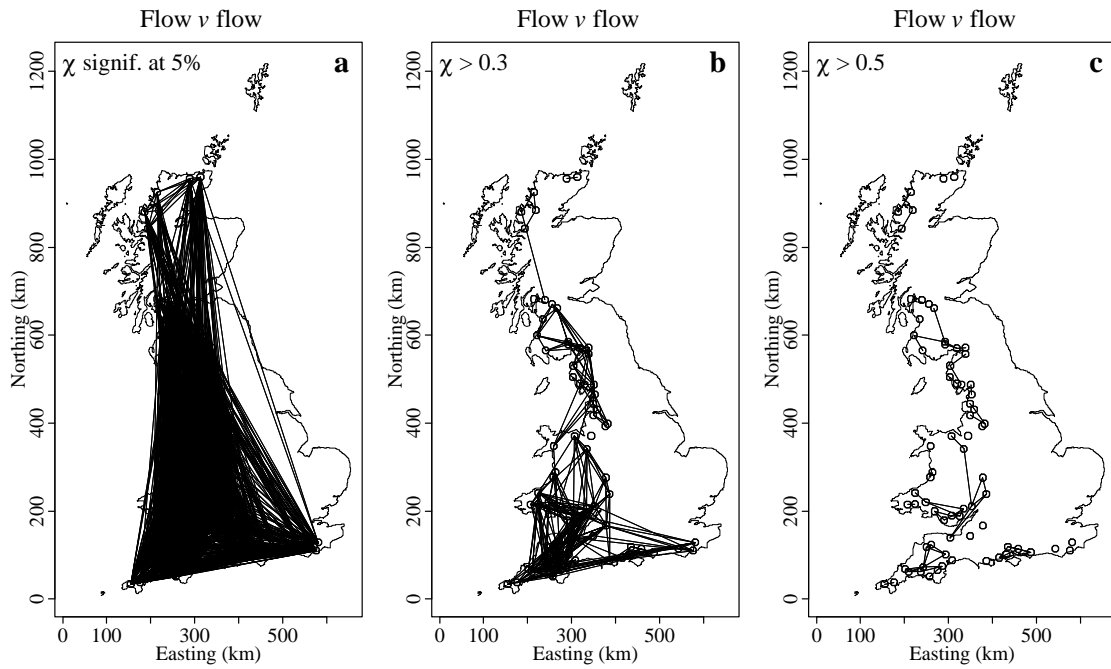 Flow v flow
χ signif. at 5%
a
Northing (km)
0 200 400 600 800 1000 1200
0 100 300 500
Easting (km)
Flow v flow
χ > 0.3
b
Northing (km)
0 200 400 600 800 1000 1200
0 100 300 500
Easting (km)
Flow v flow
χ > 0.5
c
Northing (km)
0 200 400 600 800 1000 1200
0 100 300 500
Easting (km)